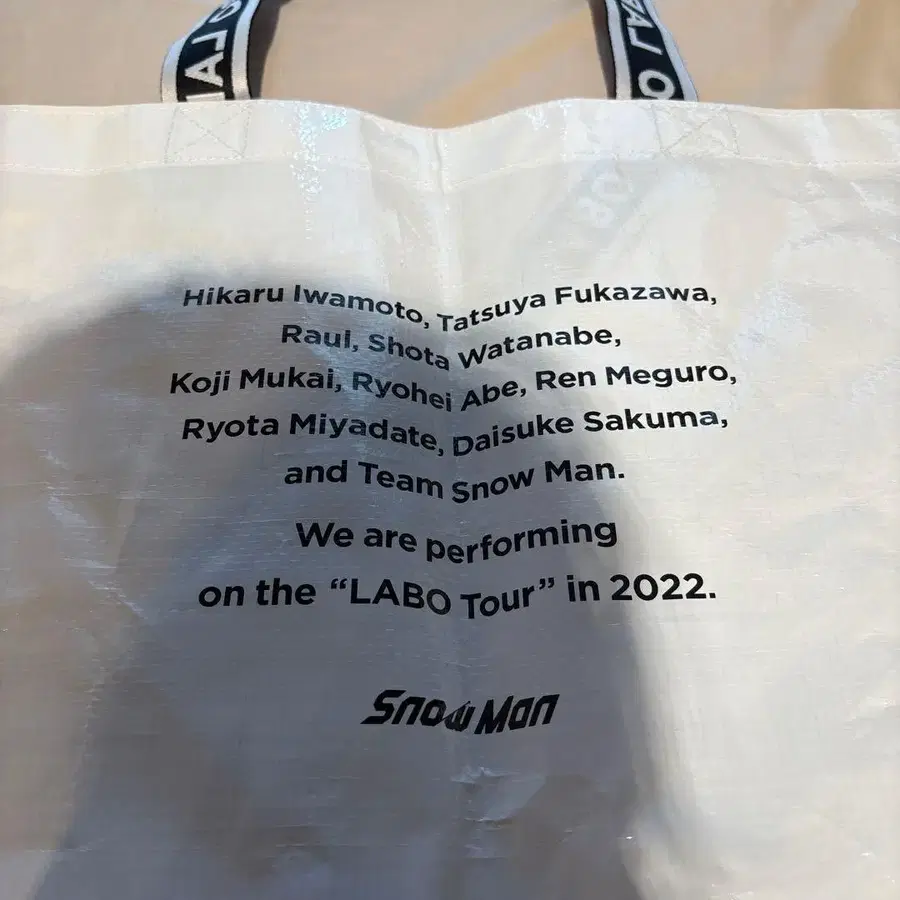 Hikaru Iwamoto, Tatsuya Fukazawa,
Raul, Shota Watanabe,
Koji Mukai, Ryohei Abe, Ren Meguro,
Ryota Miyadate, Daisuke Sakuma,
and Team Snow Man.
We are performing
on the “LABO Tour” in 2022.
Snow Man